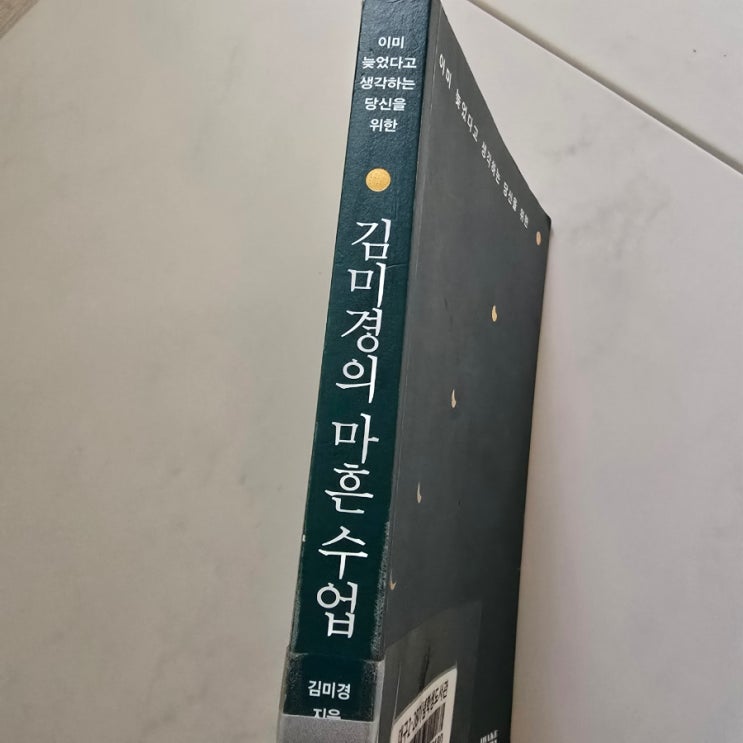 이미
늦었다고
생각하는
당신을
위한
김미경의 마흔 수업
김미경
지음
이미 늦었다고 생각하는 당신을 위한